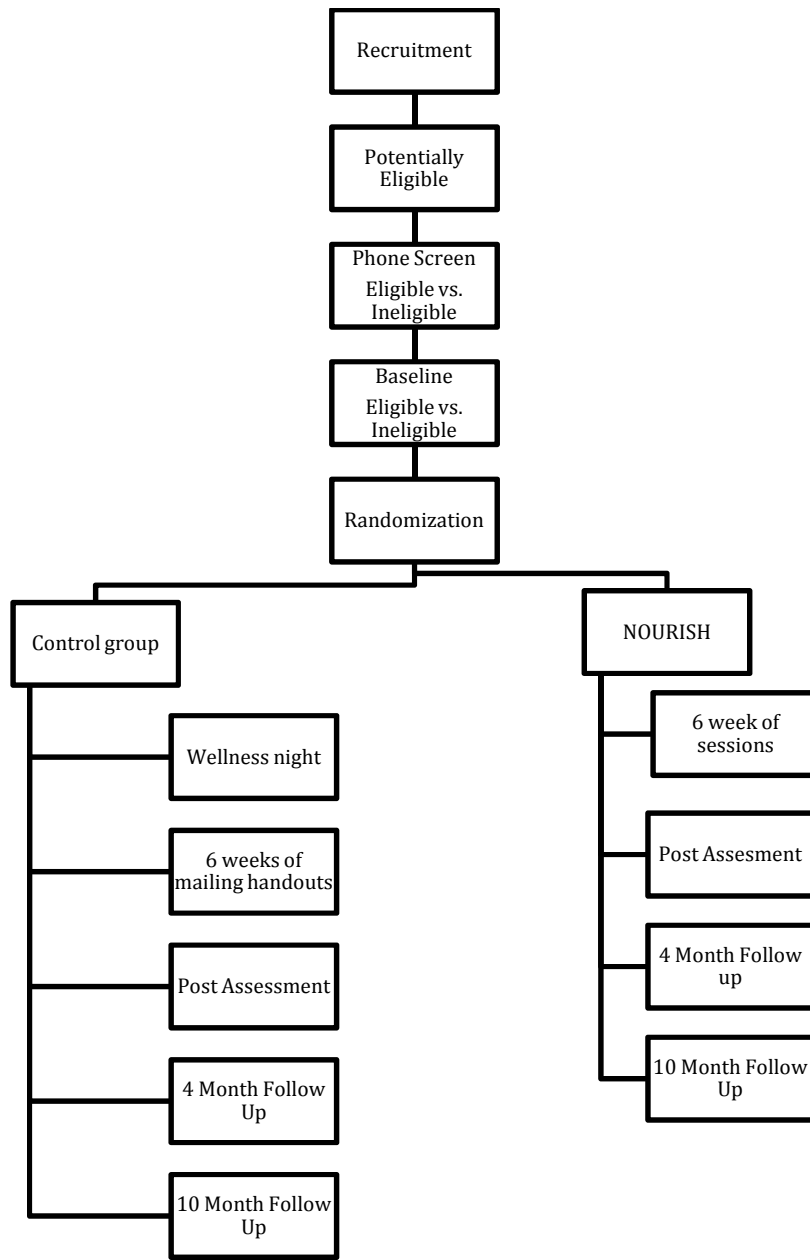 Recruitment
Potentially
Eligible
Phone Screen
Eligible vs.
Ineligible
Baseline
Eligible vs.
Ineligible
Randomization
Control group
Wellness night
6 weeks of
mailing handouts
Post Assessment
4 Month Follow
Up
10 Month Follow
Up
NOURISH
6 week of
sessions
Post Assesment
4 Month Follow
up
10 Month Follow
Up